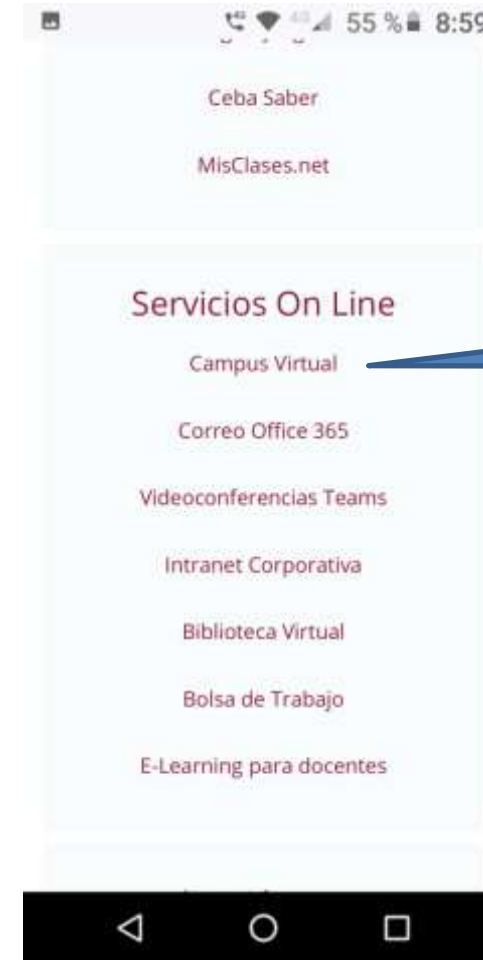 55 % 8:59
Ceba Saber
MisClases.net
Servicios On Line
Campus Virtual
Correo Office 365
Videoconferencias Teams
Intranet Corporativa
Biblioteca Virtual
Bolsa de Trabajo
E-Learning para docentes